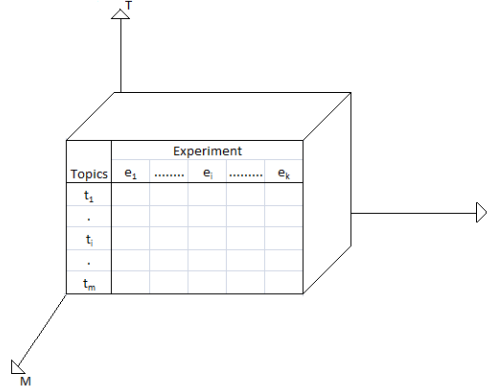 T
Experiment
Topics e1 ........ ei ......... ek
t1
.
ti
.
tm
M